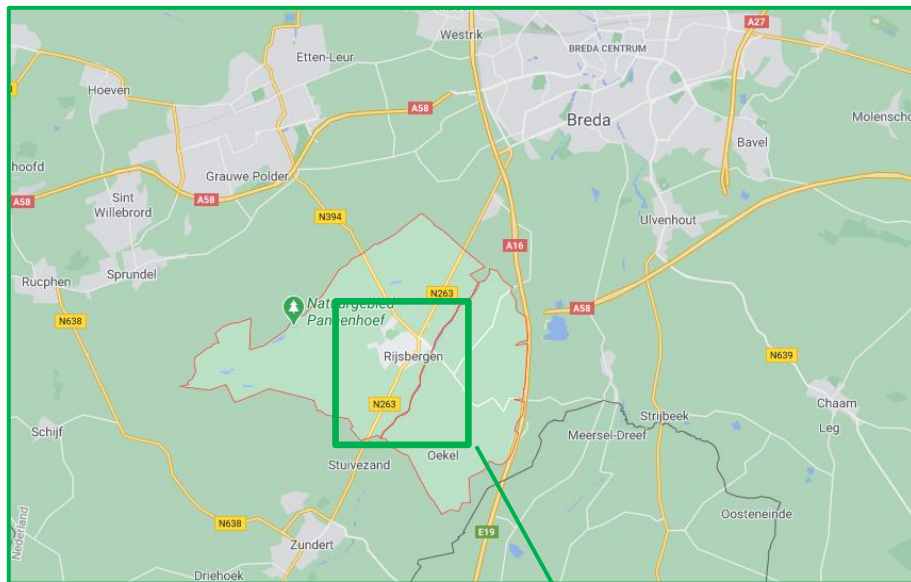 Westrik
A27
BREDA CENTRUM
Etten-Leur
Hoeven
A58
Breda
Molenscho
Bavel
hoofd
Grauwe Polder
A58
A58
Sint
Willebrord
N394
Ulvenhout
A16
Sprundel
Rucphen
N263
Natuurgebied
Pannenhoef
A58
N638
Rijsbergen
N639
N263
Chaam
Strijbeek
Leg
Schijf
Meersel-Dreef
Oekel
Stuivezand
Oosteneinde
N638
Nederland
E19
Zundert
Driehoek